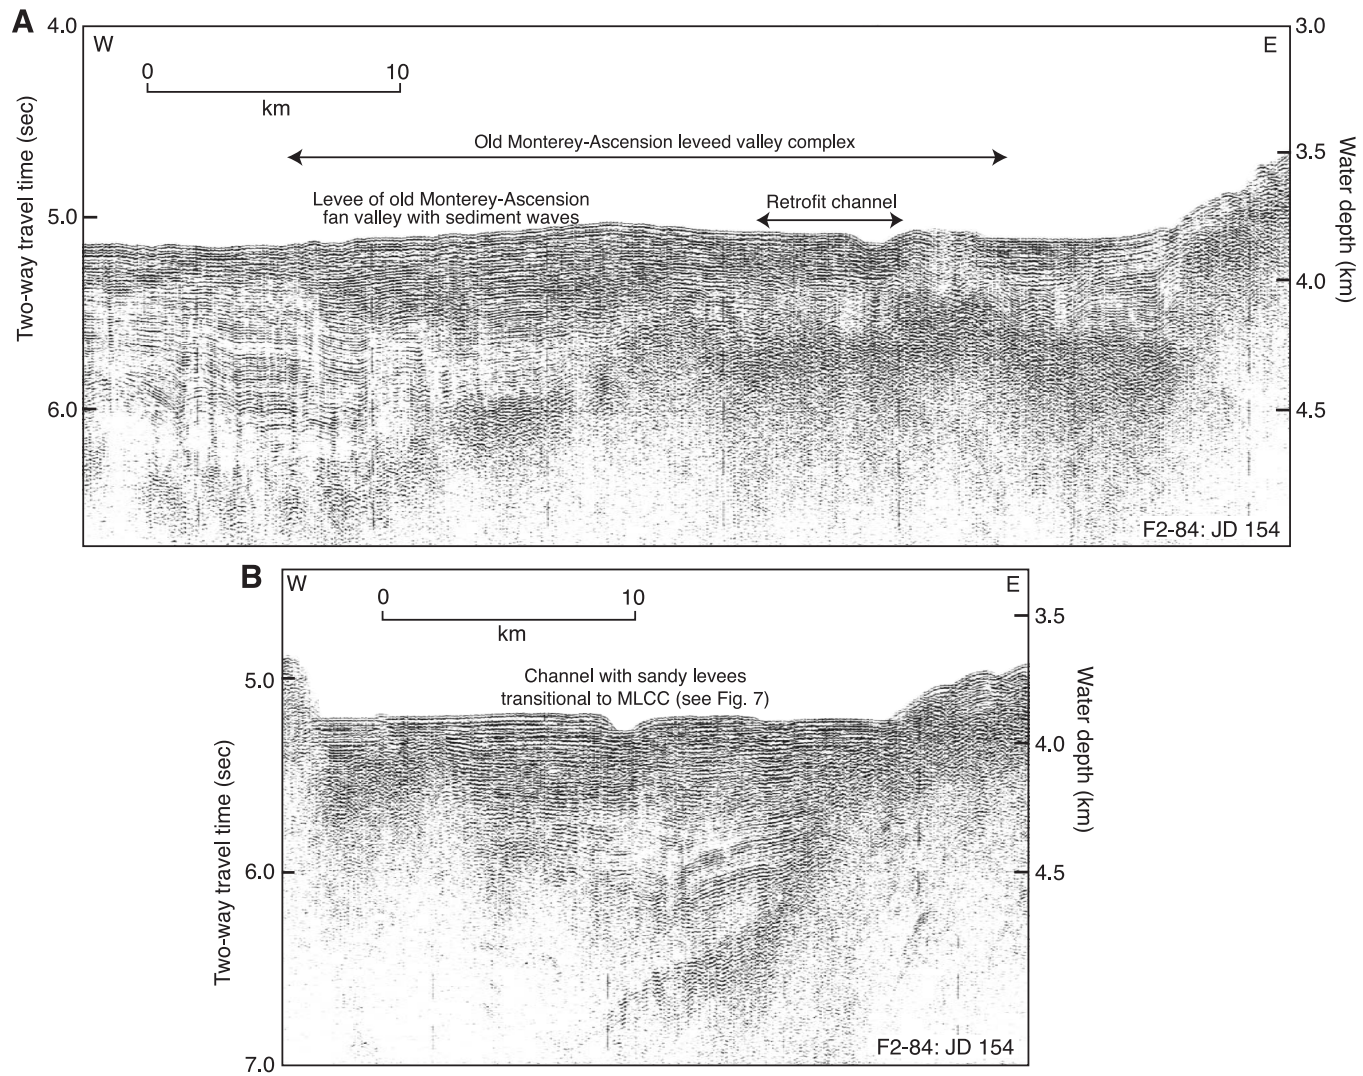 A
4.0
3.0
W
E
0
10
km
Two-way travel time (sec)
Old Monterey-Ascension leveed valley complex
3.5
Water depth (km)
Levee of old Monterey-Ascension
fan valley with sediment waves
Retrofit channel
5.0
4.0
6.0
4.5
F2-84: JD 154
B
W
E
0
10
km
3.5
Channel with sandy levees
transitional to MLCC (see Fig. 7)
5.0
Water depth (km)
4.0
Two-way travel time (sec)
6.0
4.5
F2-84: JD 154
7.0